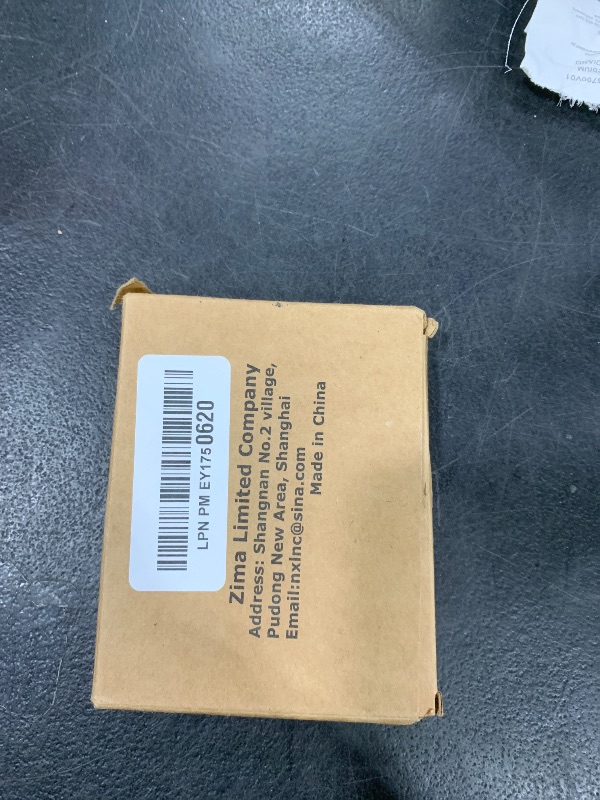 LPN PM EY1750620
Zima Limited Company
Address: Shangnan No.2 village,
Pudong New Area, Shanghai
Email:nxlnc@sina.com
Made in China